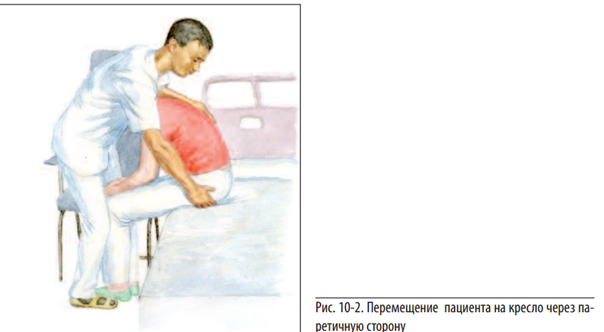 Рис. 10-2. Перемещение пациента на кресло через па-
ретичную сторону